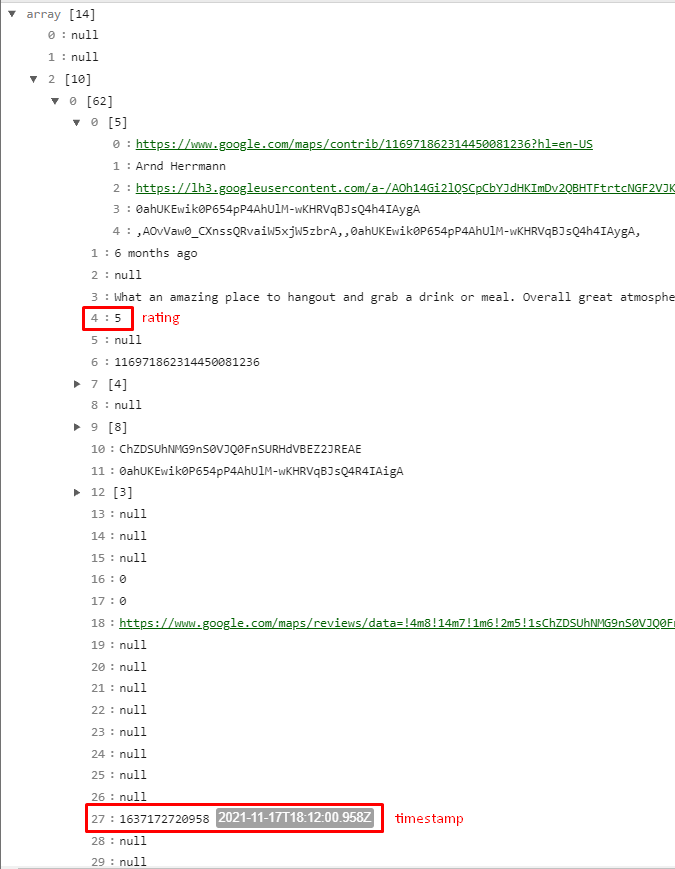 array [14]
0 : null
1 : null
2 [10]
0 [62]
0 [5]
0 : https://www.google.com/maps/contrib/116971862314450081236?hl=en-US
1 : Arnd Herrmann
2 : https://lh3.googleusercontent.com/a-/AOh14Gi2lQSCpCbYJdHKImDv2QBHTFtrtcNGF2VJK
3 : 0ahUKEwik0P654pP4AhUlM-wKHRVqBJsQ4h4IAygA
4 : ,AOvVaw0_CXnssQRvaiW5xjW5zbrA,,0ahUKEwik0P654pP4AhUlM-wKHRVqBJsQ4h4IAygA,
1 : 6 months ago
2 : null
3 : What an amazing place to hangout and grab a drink or meal. Overall great atmosphe
4 : 5 rating
5 : null
6 : 116971862314450081236
7 [4]
8 : null
9 [8]
10 : ChZDSUhNMG9nS0VJQ0FnSURHdVBEZ2JREAE
11 : 0ahUKEwik0P654pP4AhUlM-wKHRVqBJsQ4R4IAigA
12 [3]
13 : null
14 : null
15 : null
16 : 0
17 : 0
18 : https://www.google.com/maps/reviews/data=!4m8!14m7!1m6!2m5!1sChZDSUhNMG9nS0VJQ0Fn
19 : null
20 : null
21 : null
22 : null
23 : null
24 : null
25 : null
26 : null
27 : 1637172720958 2021-11-17T18:12:00.958Z timestamp
28 : null
29 : null